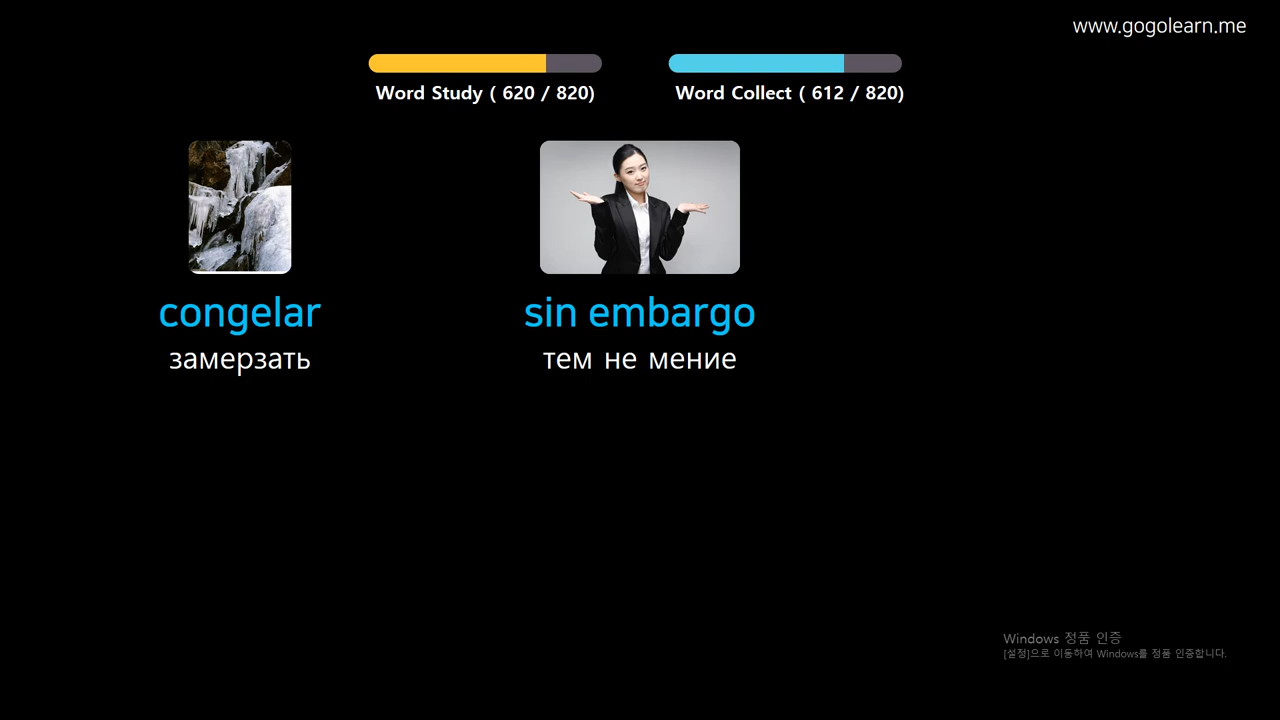 www.gogolearn.me
Word Study ( 620 / 820)
Word Collect ( 612 / 820)
congelar
замерзать
sin embargo
тем не мение
Windows 정품 인증
[설정]으로 이동하여 Windows를 정품 인증합니다.